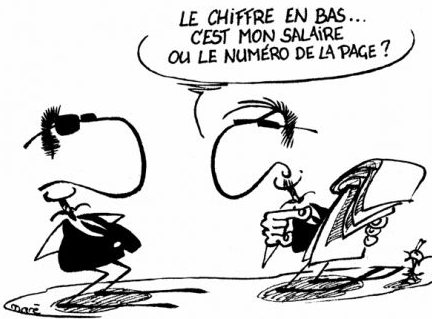 LE CHIFFRE EN BAS...
C'EST MON SALAIRE
OU LE NUMÉRO DE LA PAGE ?